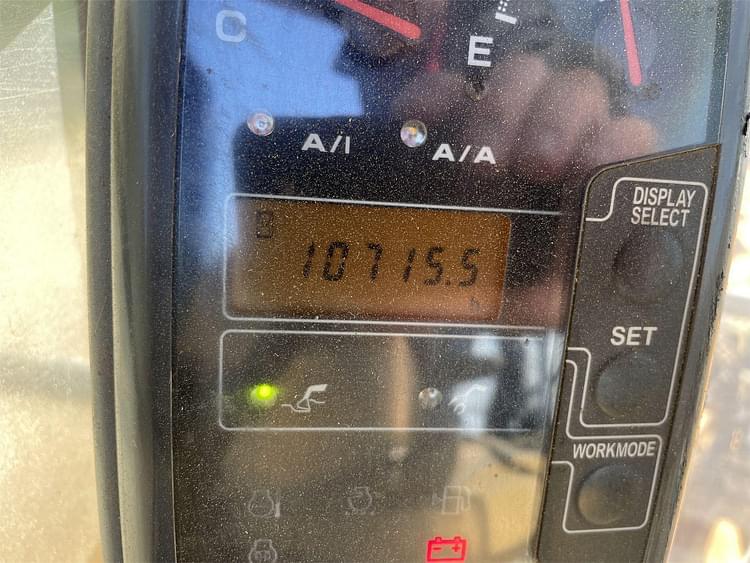 C
E
A/I
A/A
DISPLAY
SELECT
10715.5
h
SET
WORKMODE